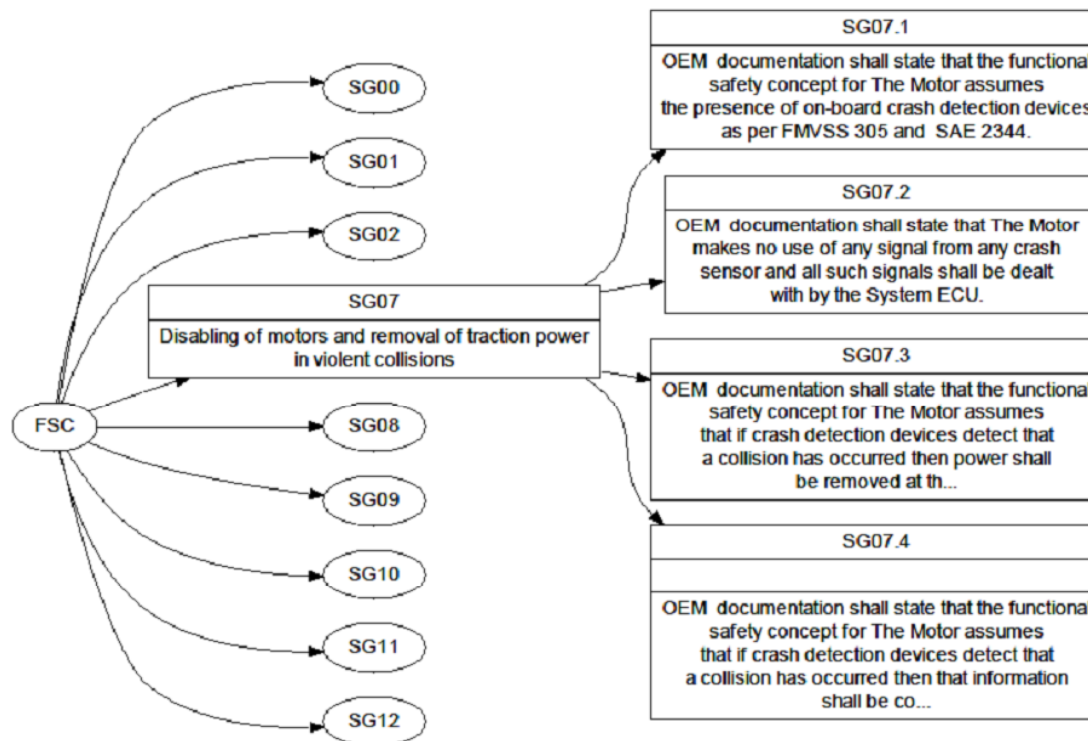 SG00
SG01
SG02
SG07
Disabling of motors and removal of traction power
in violent collisions
FSC
SG08
SG09
SG10
SG11
SG12
SG07.1
OEM documentation shall state that the functional
safety concept for The Motor assumes
the presence of on-board crash detection devices
as per FMVSS 305 and SAE 2344.
SG07.2
OEM documentation shall state that The Motor
makes no use of any signal from any crash
sensor and all such signals shall be dealt
with by the System ECU.
SG07.3
OEM documentation shall state that the functional
safety concept for The Motor assumes
that if crash detection devices detect that
a collision has occurred then power shall
be removed at th...
SG07.4
OEM documentation shall state that the functional
safety concept for The Motor assumes
that if crash detection devices detect that
a collision has occurred then that information
shall be co...